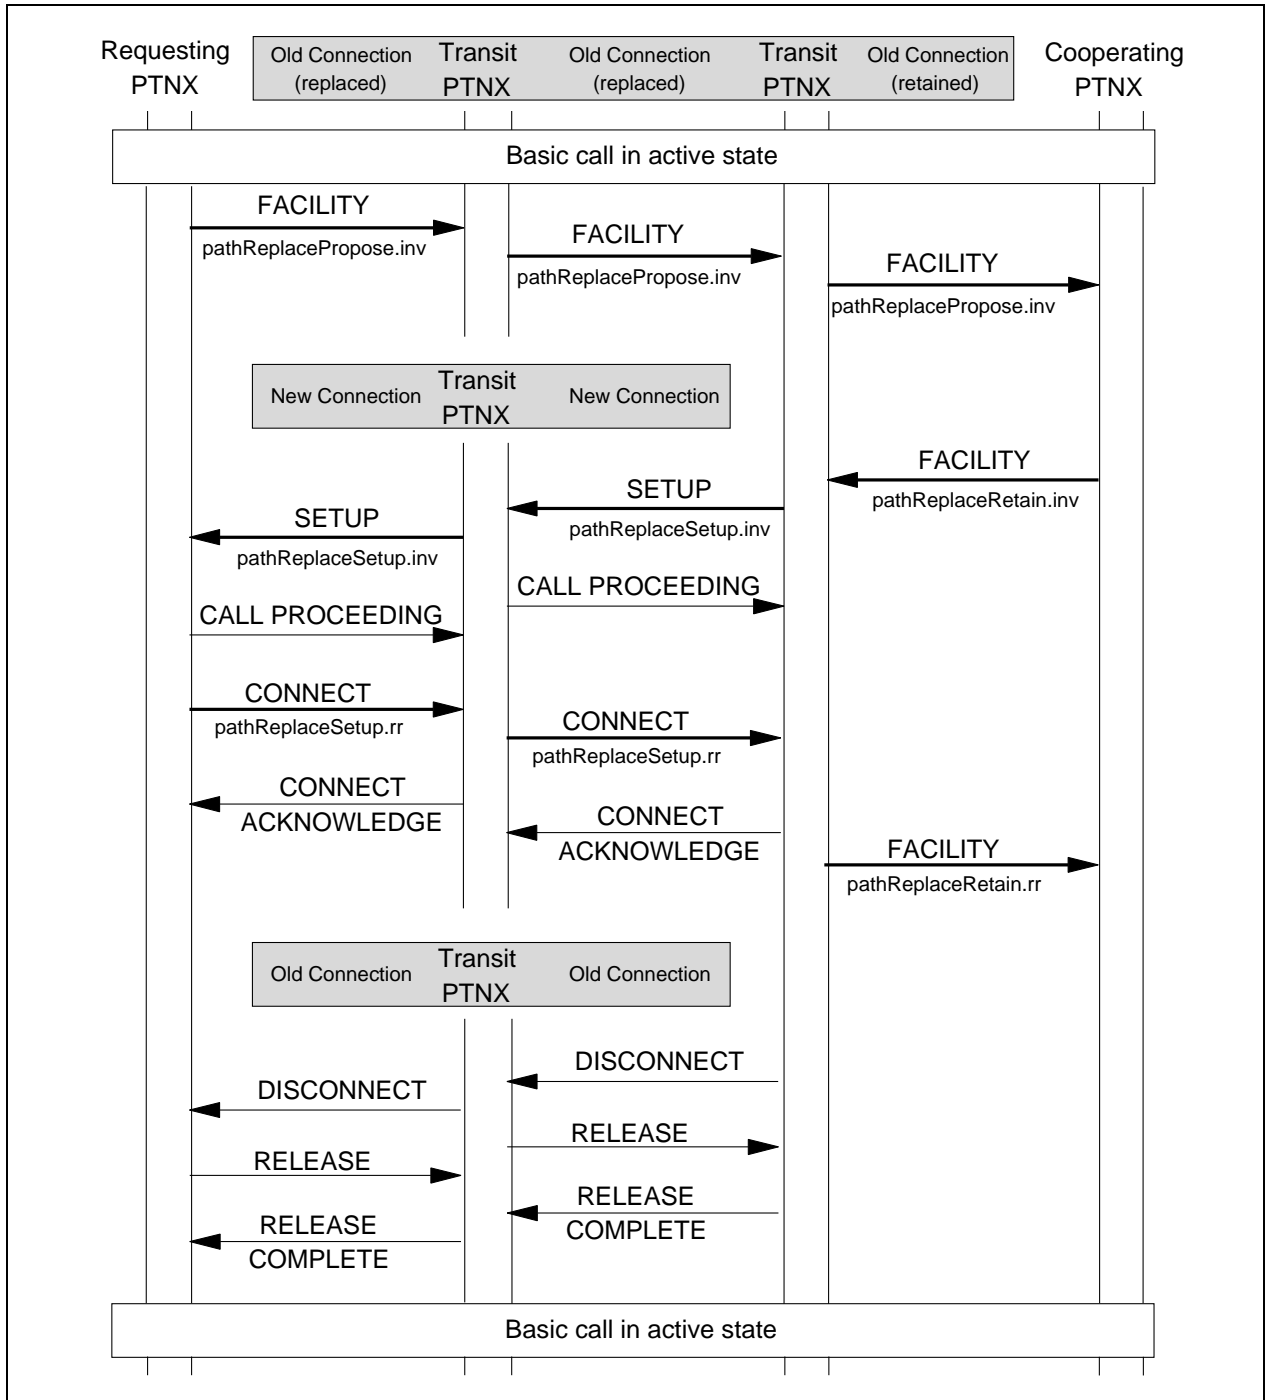 Requesting
PTNX
Old Connection
(replaced)
Transit
PTNX
Old Connection
(replaced)
Transit
PTNX
Old Connection
(retained)
Cooperating
PTNX
Basic call in active state
FACILITY
pathReplacePropose.inv
FACILITY
pathReplacePropose.inv
FACILITY
pathReplacePropose.inv
New Connection
Transit
PTNX
New Connection
FACILITY
pathReplaceRetain.inv
SETUP
pathReplaceSetup.inv
SETUP
pathReplaceSetup.inv
CALL PROCEEDING
CALL PROCEEDING
CONNECT
pathReplaceSetup.rr
CONNECT
pathReplaceSetup.rr
CONNECT
ACKNOWLEDGE
CONNECT
ACKNOWLEDGE
FACILITY
pathReplaceRetain.rr
Old Connection
Transit
PTNX
Old Connection
DISCONNECT
DISCONNECT
RELEASE
RELEASE
RELEASE
COMPLETE
RELEASE
COMPLETE
Basic call in active state